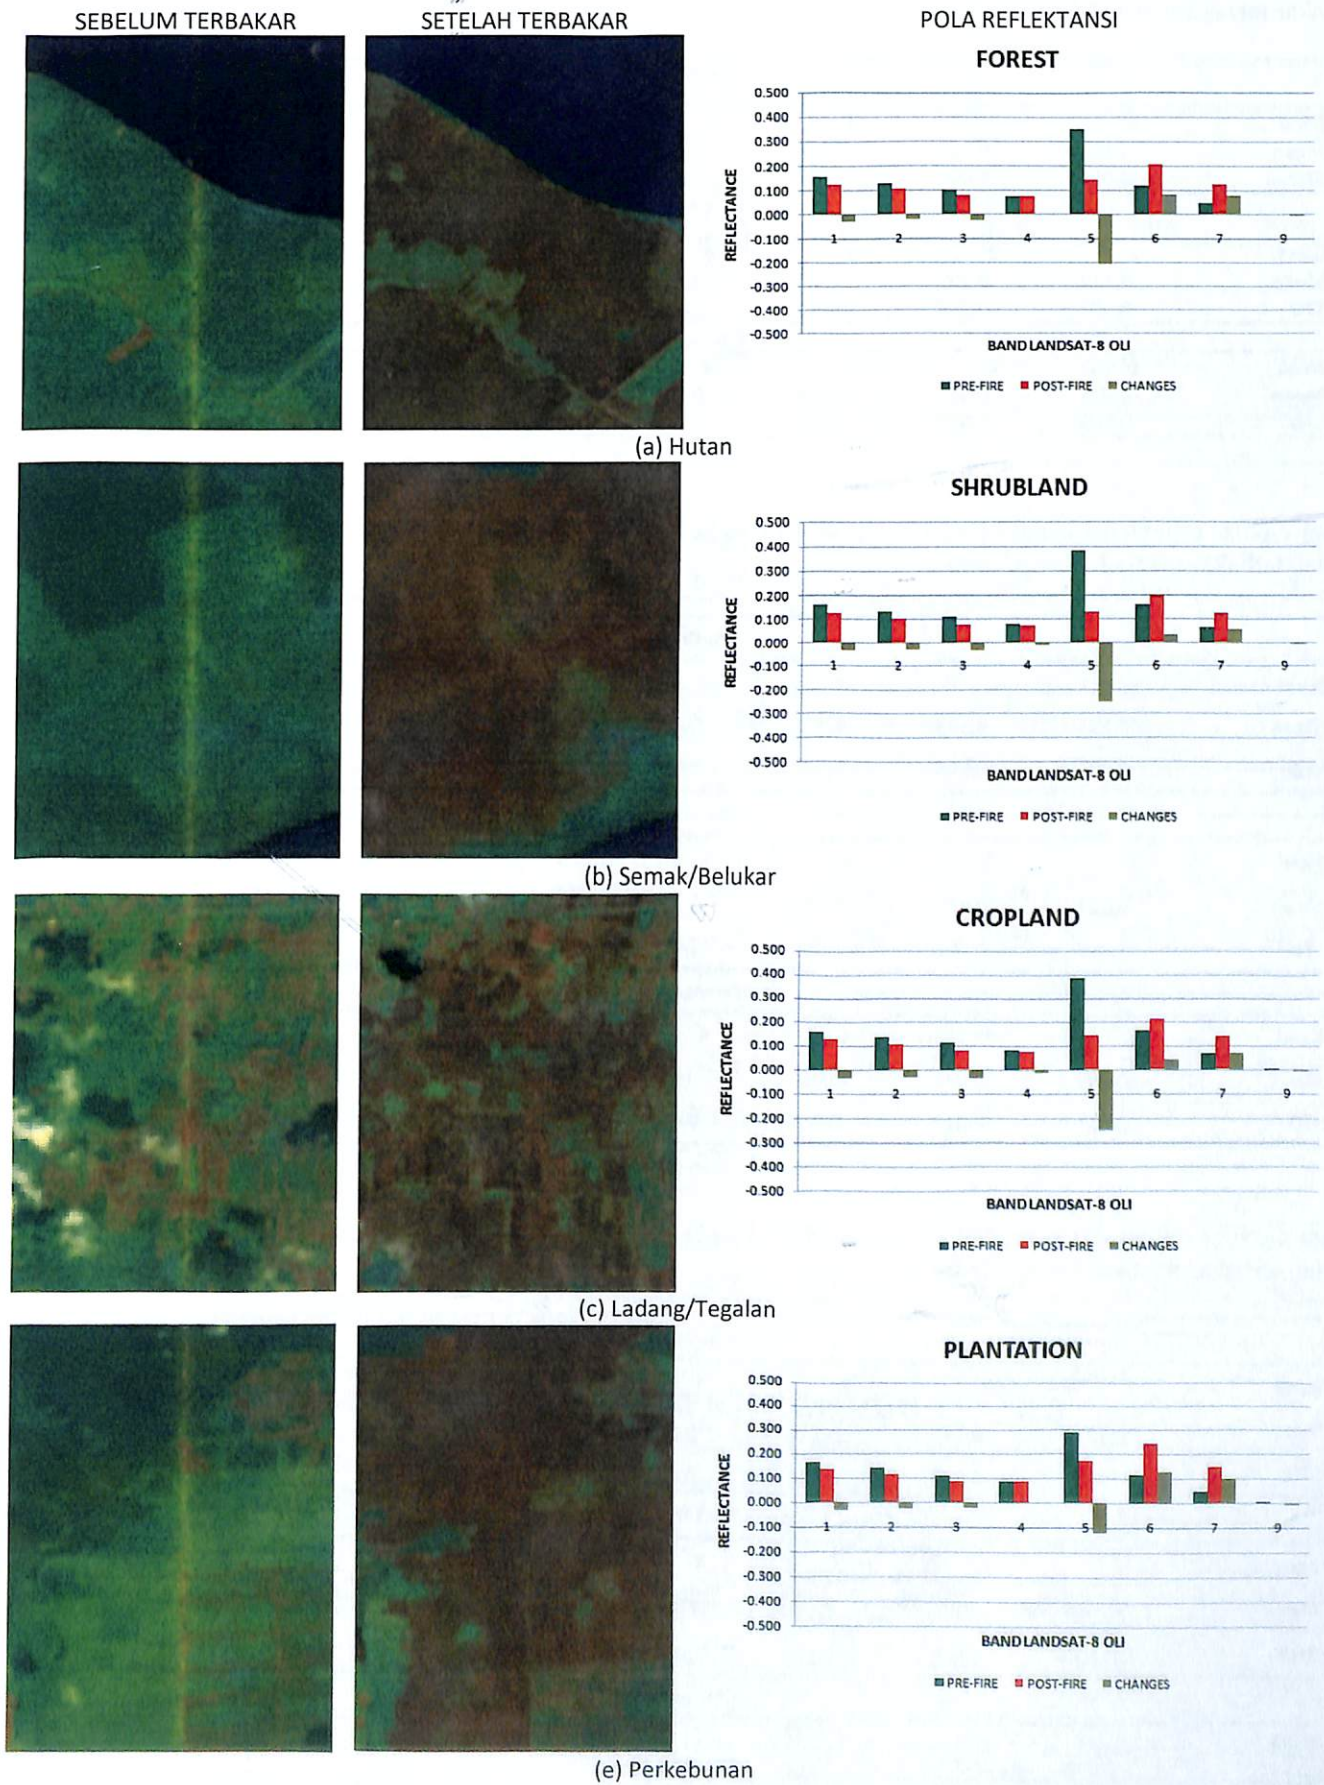 SEBELUM TERBAKAR
SETELAH TERBAKAR
POLA REFLEKTANSI
FOREST
0.500
0.400
0.300
0.200
0.100
0.000
-0.100
-0.200
-0.300
-0.400
-0.500
REFLECTANCE
1 2 3 4 5 6 7 9
BAND LANDSAT-8 OLI
PRE-FIRE POST-FIRE CHANGES
(a) Hutan
SHRUBLAND
0.500
0.400
0.300
0.200
0.100
0.000
-0.100
-0.200
-0.300
-0.400
-0.500
REFLECTANCE
1 2 3 4 5 6 7 9
BAND LANDSAT-8 OLI
PRE-FIRE POST-FIRE CHANGES
(b) Semak/Belukar
CROPLAND
0.500
0.400
0.300
0.200
0.100
0.000
-0.100
-0.200
-0.300
-0.400
-0.500
REFLECTANCE
1 2 3 4 5 6 7 9
BAND LANDSAT-8 OLI
PRE-FIRE POST-FIRE CHANGES
(c) Ladang/Tegalan
PLANTATION
0.500
0.400
0.300
0.200
0.100
0.000
-0.100
-0.200
-0.300
-0.400
-0.500
REFLECTANCE
1 2 3 4 5 6 7 9
BAND LANDSAT-8 OLI
PRE-FIRE POST-FIRE CHANGES
(e) Perkebunan